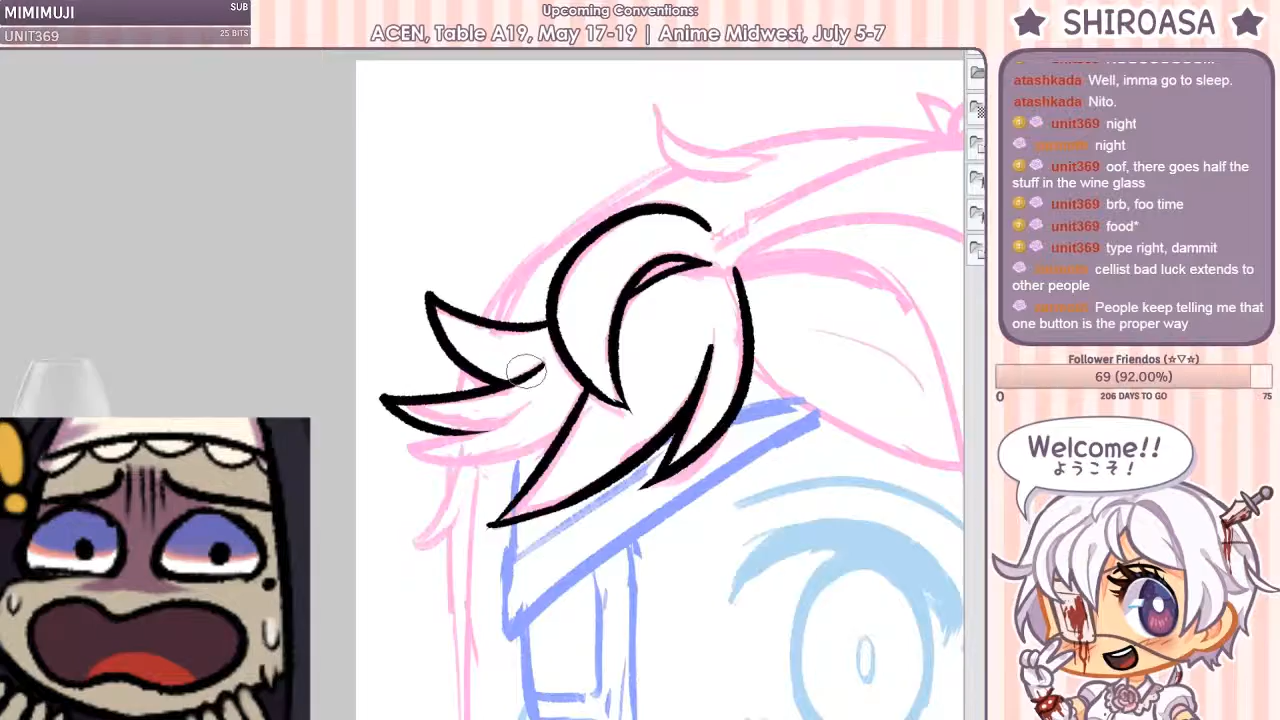 MIMIMUJI
SUB
UNIT369
25 BITS
Upcoming Conventions:
ACEN, Table A19, May 17-19 | Anime Midwest, July 5-7
SHIROASA
atashkada Well, imma go to sleep.
atashkada Nito.
unit369 night
night
unit369 oof, there goes half the
stuff in the wine glass
unit369 brb, foo time
unit369 food*
unit369 type right, dammit
cellist bad luck extends to
other people
People keep telling me that
one button is the proper way
Follower Friendos (☆▽☆)
69 (92.00%)
0
206 DAYS TO GO
75
Welcome!!
ようこそ!